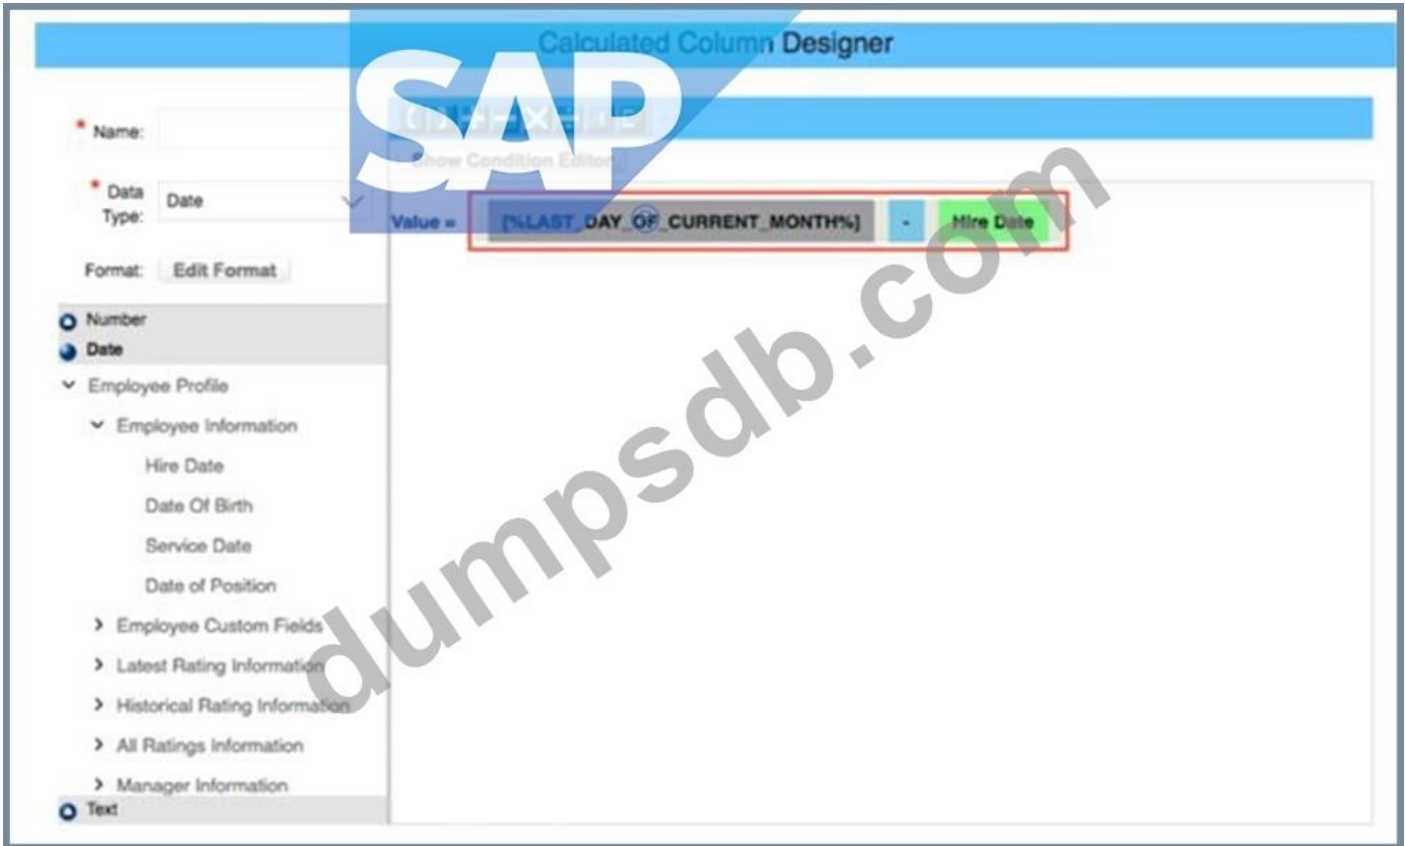 Calculated Column Designer
SAP
* Name:
Show Condition Editor
* Data Type:
Date
Value =
[%LAST_DAY_OF_CURRENT_MONTH%]
-
Hire Date
Format:
Edit Format
Number
Date
Employee Profile
Employee Information
Hire Date
Date Of Birth
Service Date
Date of Position
Employee Custom Fields
Latest Rating Information
Historical Rating Information
All Ratings Information
Manager Information
Text
dumpsdb.com